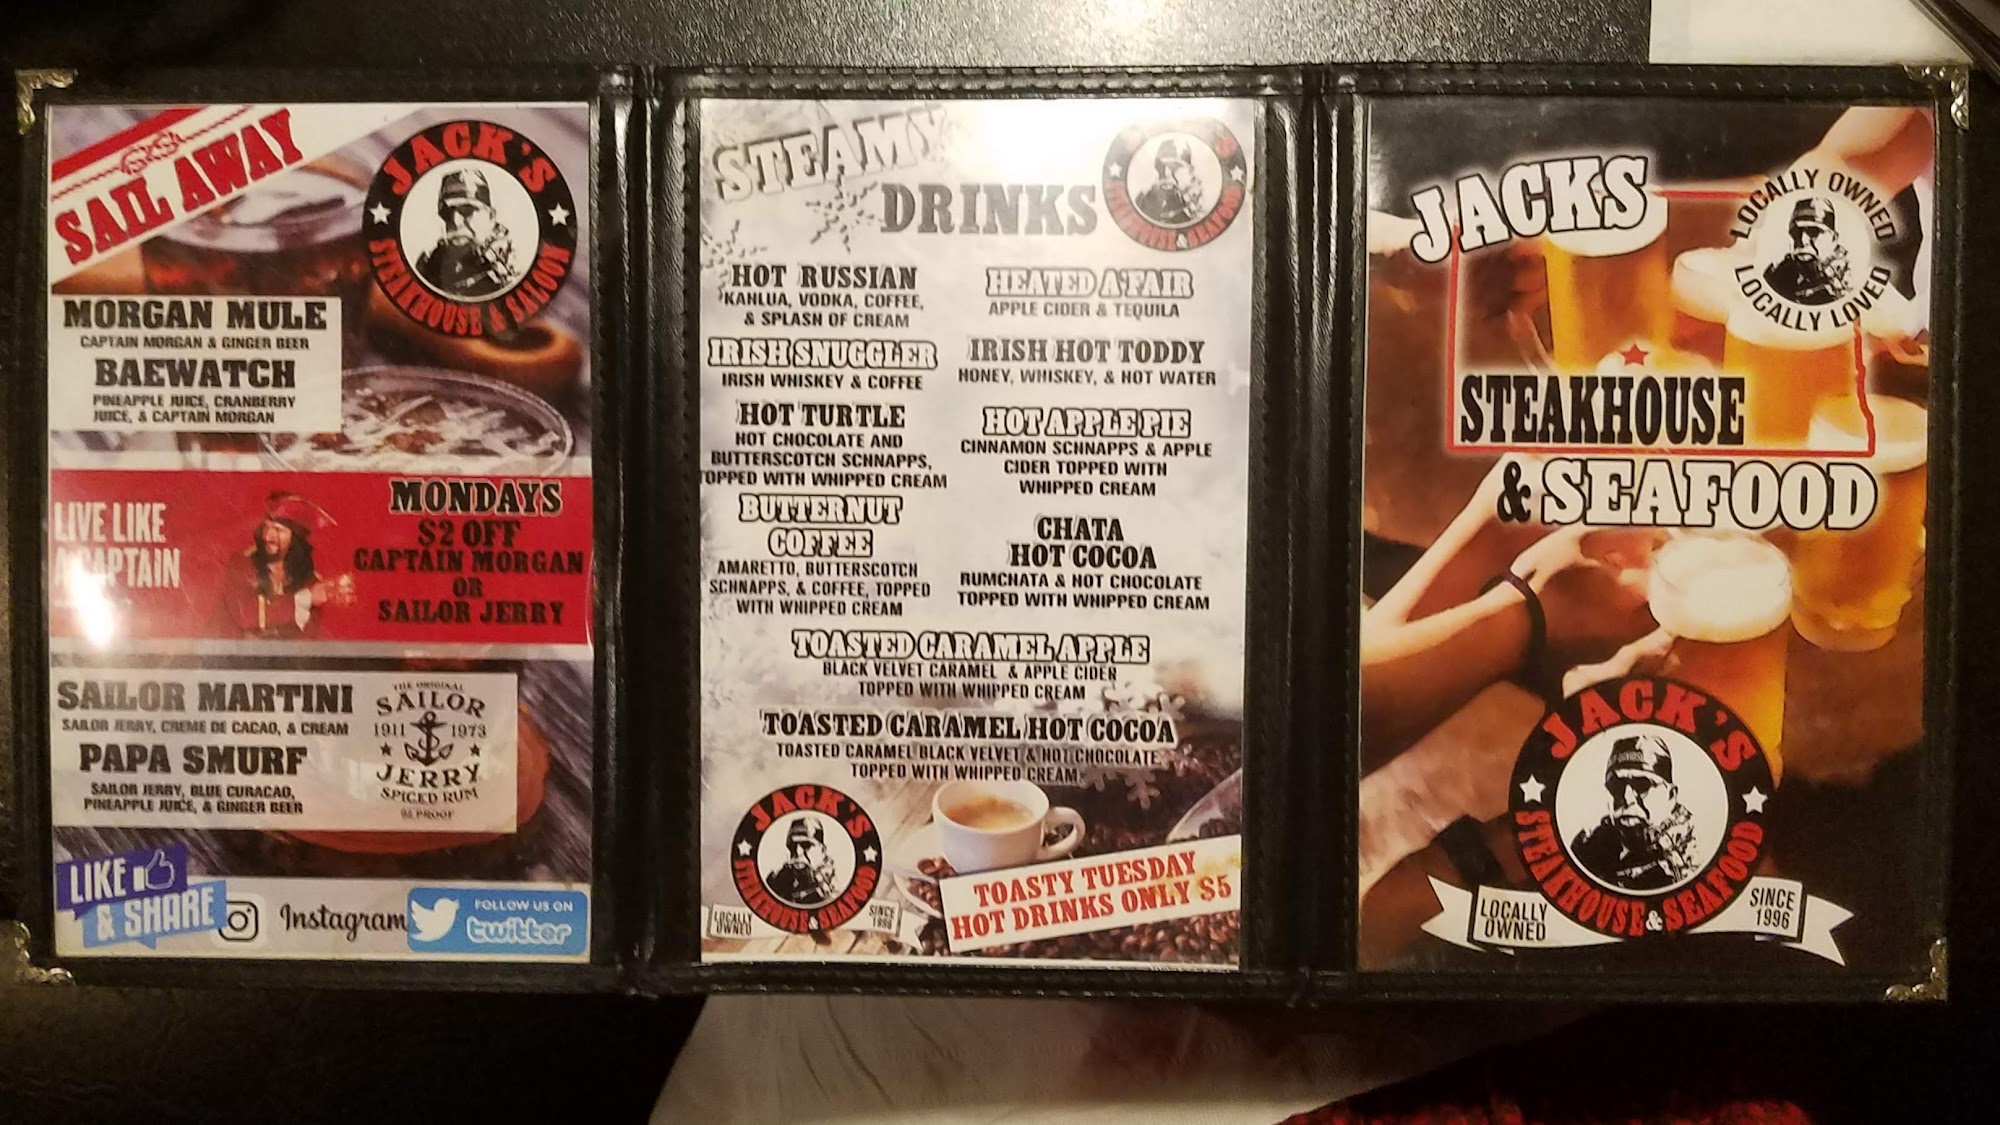 SAIL AWAY
JACK'S
STEAKHOUSE & SALOON
MORGAN MULE
CAPTAIN MORGAN & GINGER BEER
BAEWATCH
PINEAPPLE JUICE, CRANBERRY
JUICE, & CAPTAIN MORGAN
LIVE LIKE
A CAPTAIN
MONDAYS
$2 OFF
CAPTAIN MORGAN
OR
SAILOR JERRY
SAILOR MARTINI
SAILOR JERRY, CREME DE CACAO, & CREAM
PAPA SMURF
SAILOR JERRY, BLUE CURACAO,
PINEAPPLE JUICE, & GINGER BEER
THE ORIGINAL
SAILOR
1911 1973
JERRY
SPICED RUM
92 PROOF
LIKE
& SHARE
Instagram
FOLLOW US ON
twitter
STEAMY
DRINKS
JACK'S
STEAKHOUSE & SEAFOOD
HOT RUSSIAN
KAHLUA, VODKA, COFFEE,
& SPLASH OF CREAM
IRISH SNUGGLER
IRISH WHISKEY & COFFEE
HOT TURTLE
HOT CHOCOLATE AND
BUTTERSCOTCH SCHNAPPS,
TOPPED WITH WHIPPED CREAM
BUTTERNUT
COFFEE
AMARETTO, BUTTERSCOTCH
SCHNAPPS, & COFFEE, TOPPED
WITH WHIPPED CREAM
HEATED A'FAIR
APPLE CIDER & TEQUILA
IRISH HOT TODDY
HONEY, WHISKEY, & HOT WATER
HOT APPLE PIE
CINNAMON SCHNAPPS & APPLE
CIDER TOPPED WITH
WHIPPED CREAM
CHATA
HOT COCOA
RUMCHATA & HOT CHOCOLATE
TOPPED WITH WHIPPED CREAM
TOASTED CARAMEL APPLE
BLACK VELVET CARAMEL & APPLE CIDER
TOPPED WITH WHIPPED CREAM
TOASTED CARAMEL HOT COCOA
TOASTED CARAMEL BLACK VELVET & HOT CHOCOLATE
TOPPED WITH WHIPPED CREAM
JACK'S
STEAKHOUSE & SEAFOOD
LOCALLY
OWNED
SINCE
1996
TOASTY TUESDAY
HOT DRINKS ONLY $5
JACKS
STEAKHOUSE
& SEAFOOD
LOCALLY OWNED
LOCALLY LOVED
JACK'S
STEAKHOUSE & SEAFOOD
LOCALLY
OWNED
SINCE
1996